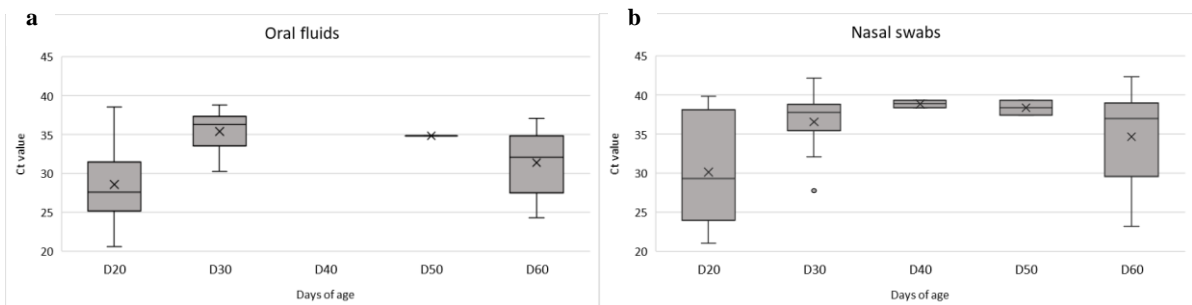 a
Oral fluids
45
40
35
30
25
20
Ct value
D20 D30 D40 D50 D60
Days of age
b
Nasal swabs
45
40
35
30
25
20
Ct value
D20 D30 D40 D50 D60
Days of age